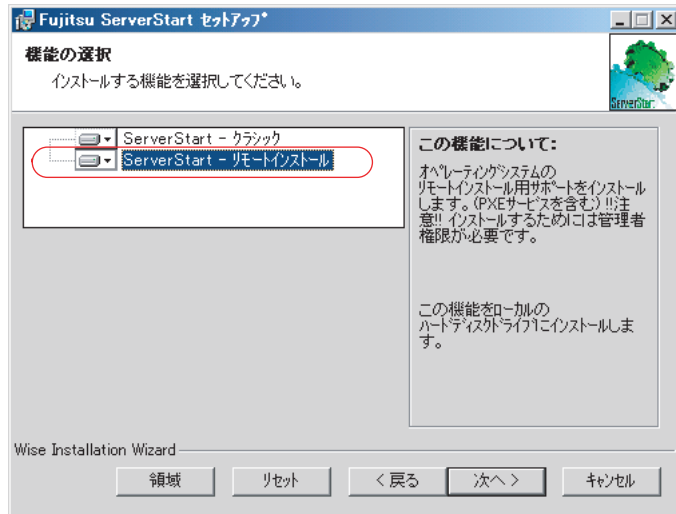 Fujitsu ServerStart ｾｯﾄｱｯﾌﾟ
機能の選択
ｲﾝｽﾄｰﾙする機能を選択してください。
ServerStart
ServerStart - ｸﾗｼｯｸ
ServerStart - ﾘﾓｰﾄｲﾝｽﾄｰﾙ
この機能について:
ｵﾍﾟﾚｰﾃｨﾝｸﾞｼｽﾃﾑの
ﾘﾓｰﾄｲﾝｽﾄｰﾙ用ｻﾎﾟｰﾄをｲﾝｽﾄｰﾙ
します。(PXEｻｰﾋﾞｽを含む) !!注
意!! ｲﾝｽﾄｰﾙするためには管理者
権限が必要です。
この機能をﾛｰｶﾙの
ﾊｰﾄﾞﾃﾞｨｽｸﾄﾞﾗｲﾌﾞにｲﾝｽﾄｰﾙしま
す。
Wise Installation Wizard
領域
ﾘｾｯﾄ
< 戻る
次へ >
ｷｬﾝｾﾙ